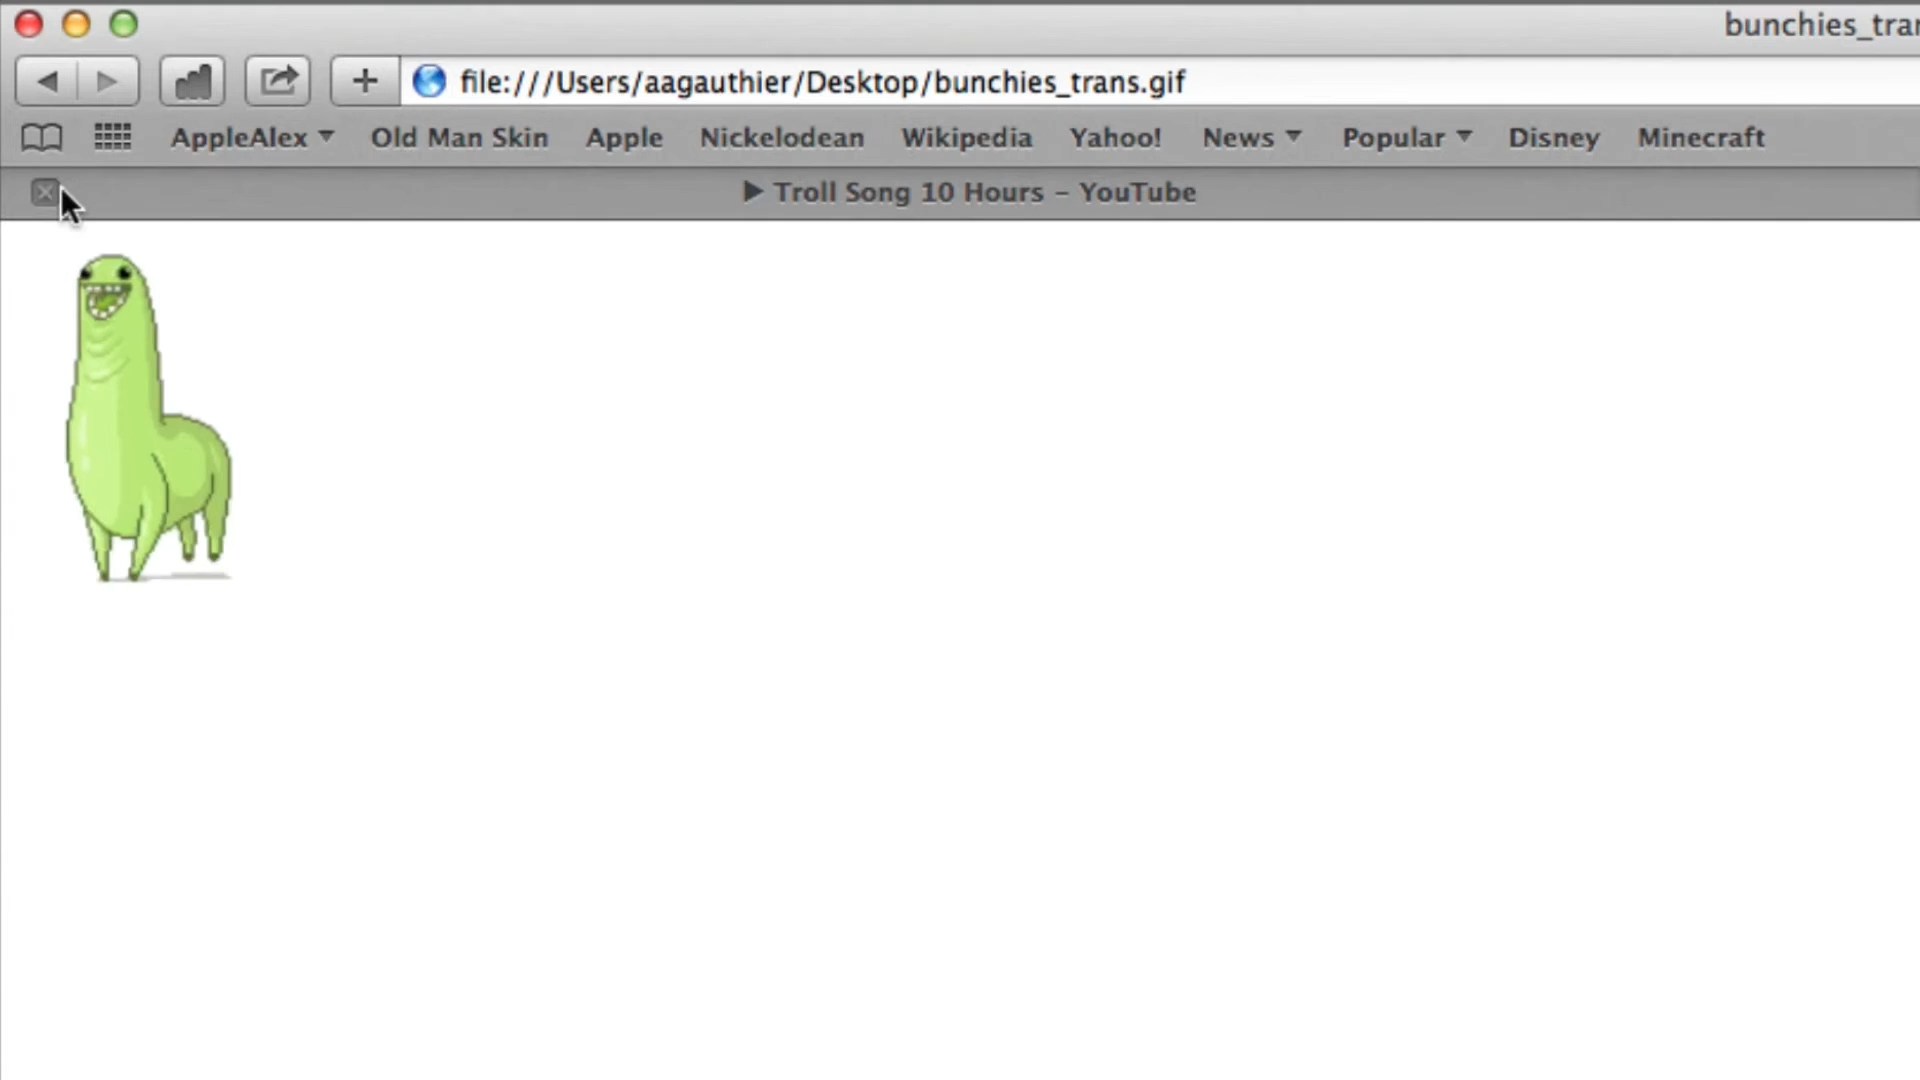 bunchies_tra
file:///Users/aagauthier/Desktop/bunchies_trans.gif
AppleAlex Old Man Skin Apple Nickelodean Wikipedia Yahoo! News Popular Disney Minecraft
Troll Song 10 Hours – YouTube